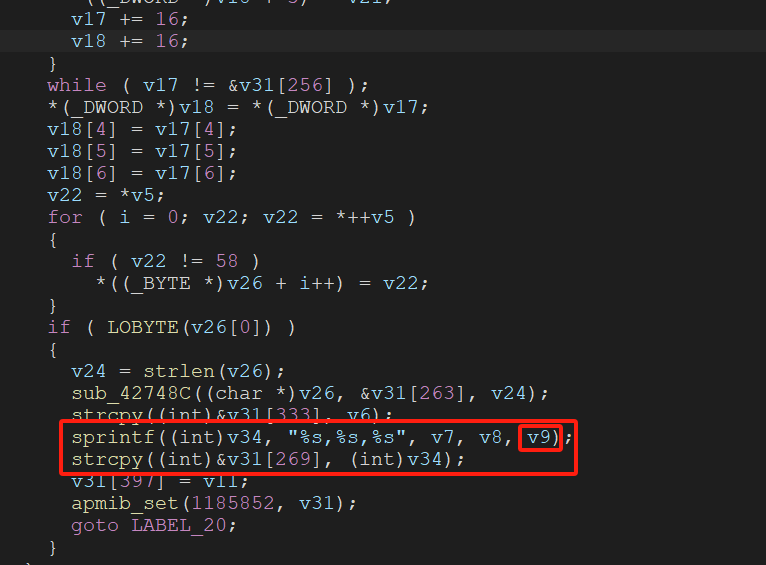 v17 += 16;
v18 += 16;
}
while ( v17 != &v31[256] );
*(_DWORD *)v18 = *(_DWORD *)v17;
v18[4] = v17[4];
v18[5] = v17[5];
v18[6] = v17[6];
v22 = *v5;
for ( i = 0; v22; v22 = *++v5 )
{
if ( v22 != 58 )
*((_BYTE *)v26 + i++) = v22;
}
if ( LOBYTE(v26[0]) )
{
v24 = strlen(v26);
sub_42748C((char *)v26, &v31[263], v24);
strcpy((int)&v31[333], v6);
sprintf((int)v34, "%s,%s,%s", v7, v8, v9);
strcpy((int)&v31[269], (int)v34);
v31[397] = v11;
apmib_set(1185852, v31);
goto LABEL_20;
}